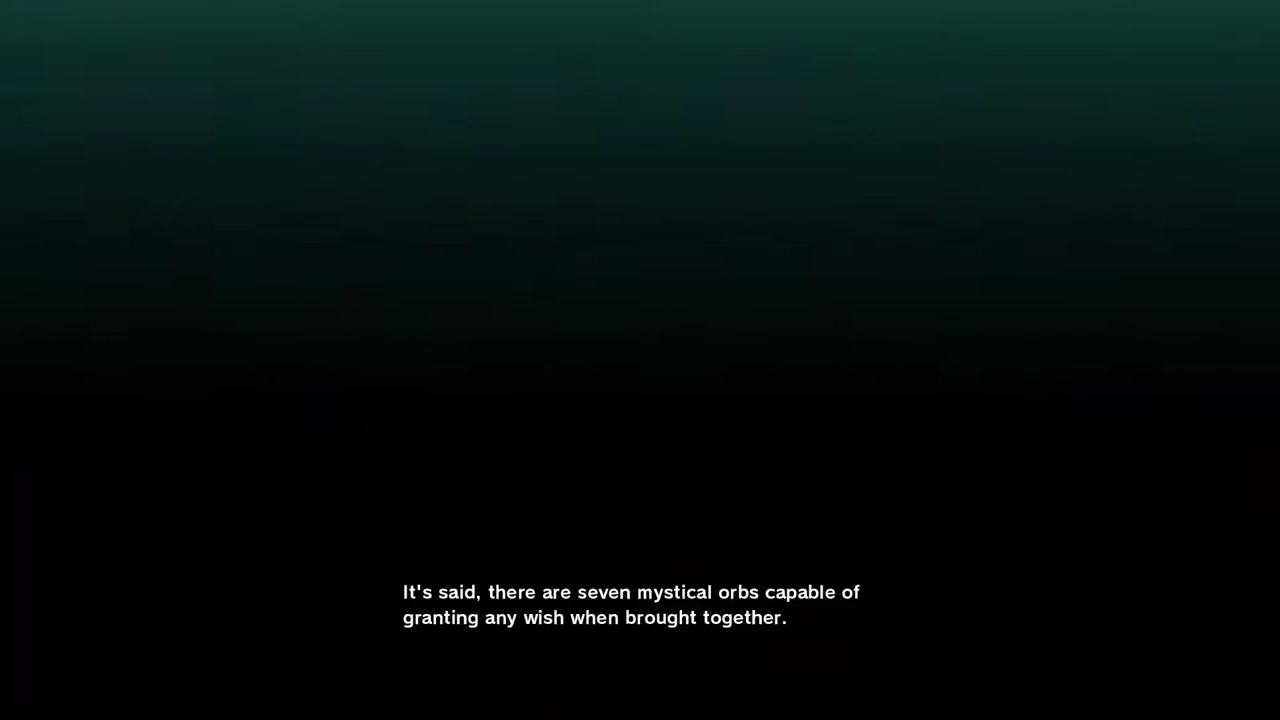 It's said, there are seven mystical orbs capable of
granting any wish when brought together.